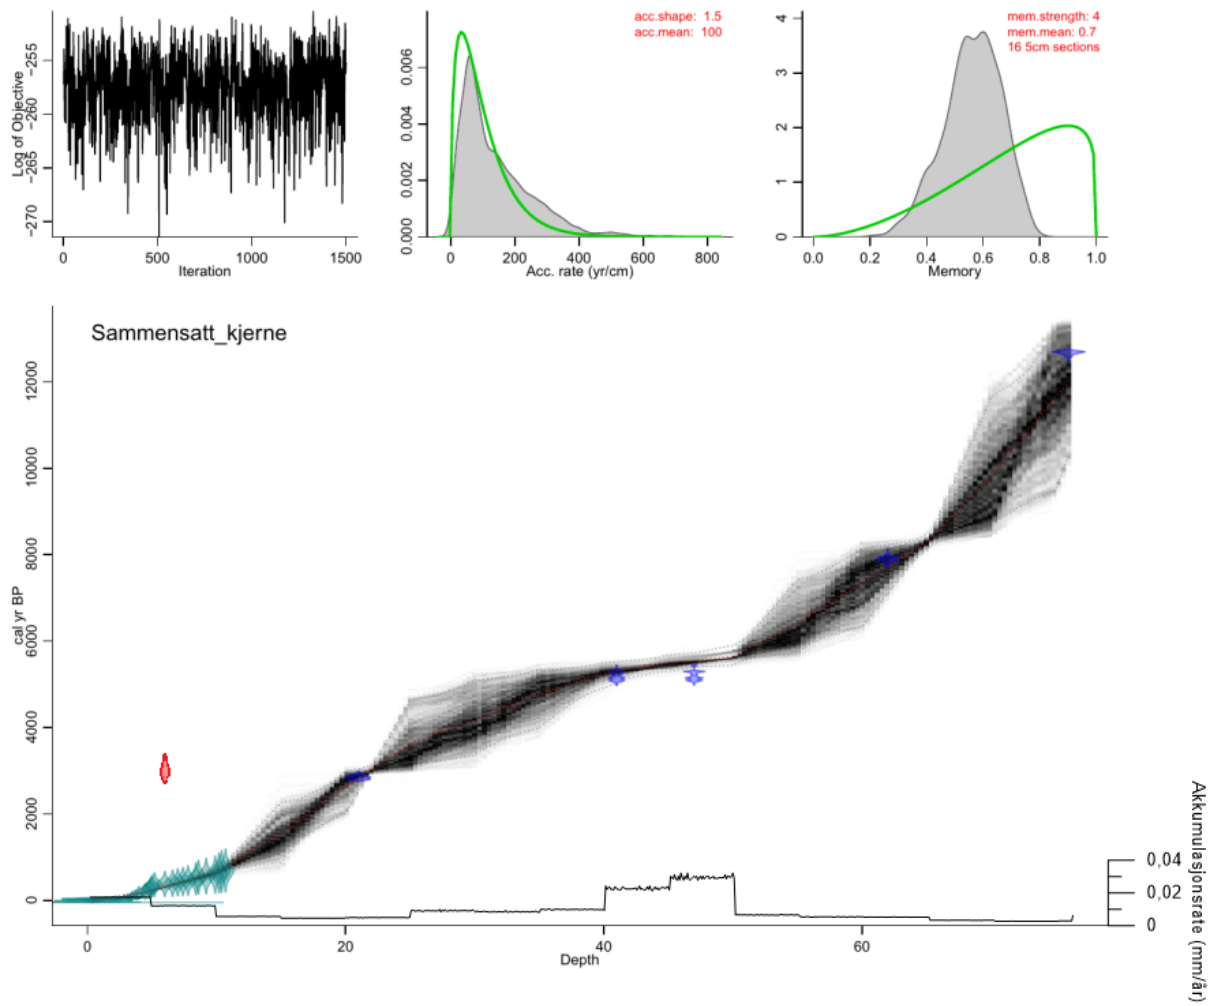 Log of Objective
-255
-260
-265
-270
0 500 1000 1500
Iteration
acc.shape: 1.5
acc.mean: 100
0.006
0.004
0.002
0.000
0 200 400 600 800
Acc. rate (yr/cm)
mem.strength: 4
mem.mean: 0.7
16 5cm sections
4
3
2
1
0
0.0 0.2 0.4 0.6 0.8 1.0
Memory
Sammensatt_kjerne
cal yr BP
12000
10000
8000
6000
4000
2000
0
0 20 40 60
Depth
0,04
0,02
0
Akkumulasjonsrate (mm/år)